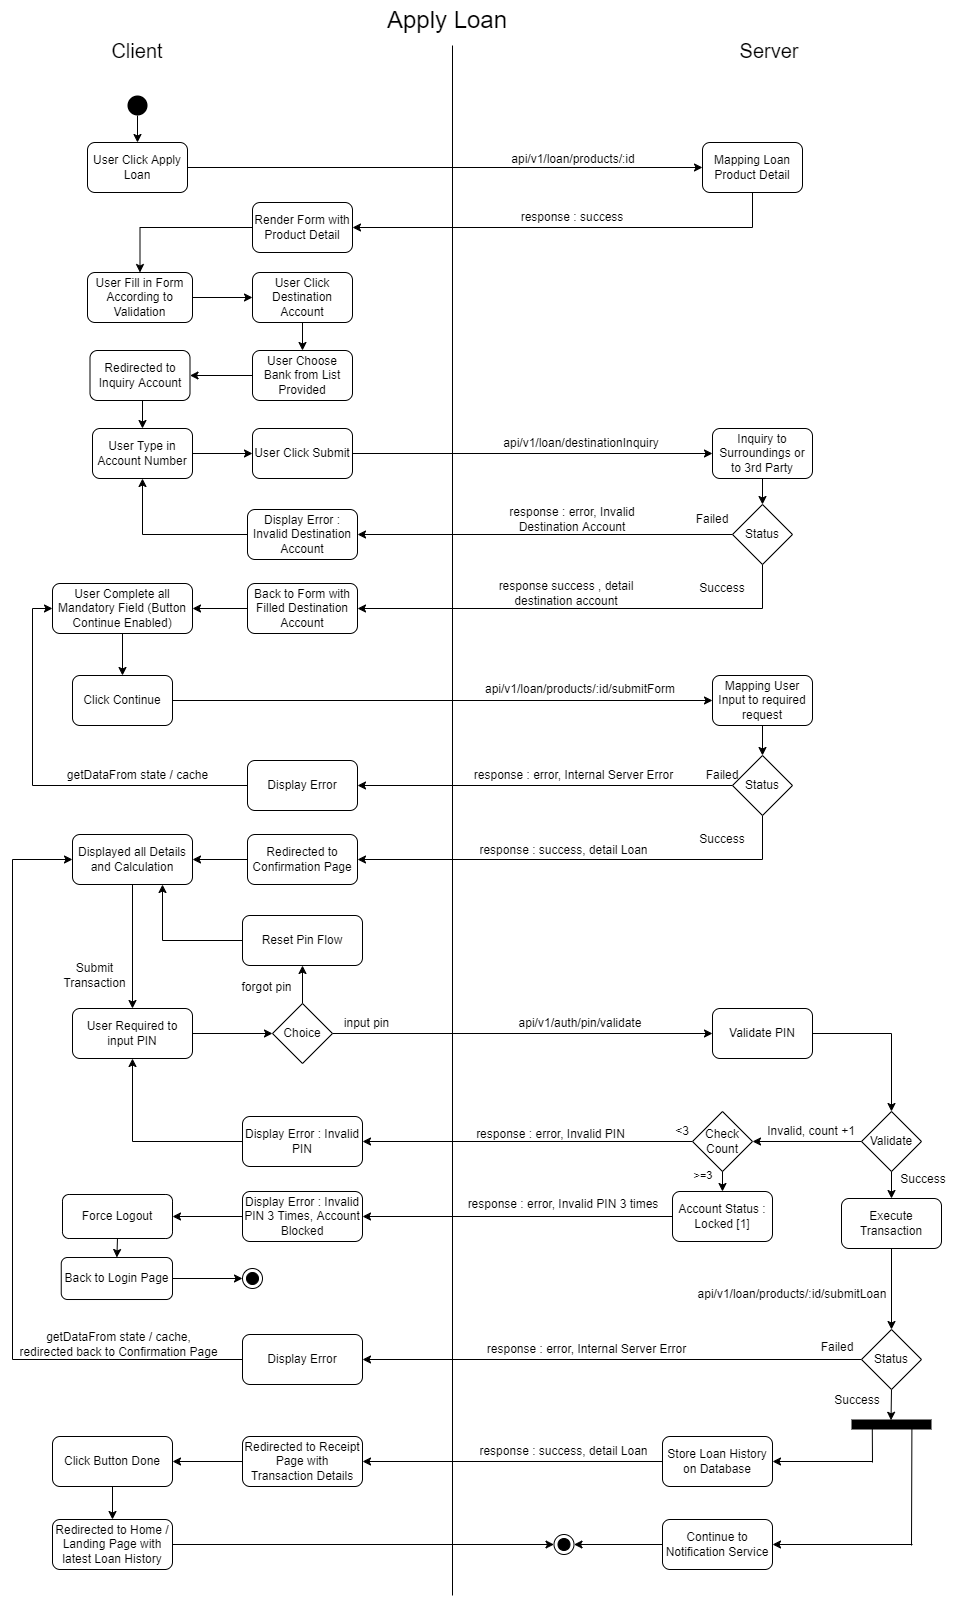 Apply Loan
Client
Server
User Click Apply
Loan
api/v1/loan/products/:id
Mapping Loan
Product Detail
Render Form with
Product Detail
response : success
User Fill in Form
According to
Validation
User Click
Destination
Account
Redirected to
Inquiry Account
User Choose
Bank from List
Provided
User Type in
Account Number
User Click Submit
api/v1/loan/destinationInquiry
Inquiry to
Surroundings or
to 3rd Party
Display Error :
Invalid Destination
Account
response : error, Invalid
Destination Account
Failed
Status
Success
User Complete all
Mandatory Field (Button
Continue Enabled)
Back to Form with
Filled Destination
Account
response success , detail
destination account
Click Continue
api/v1/loan/products/:id/submitForm
Mapping User
Input to required
request
getDataFrom state / cache
Display Error
response : error, Internal Server Error
Failed
Status
Success
Displayed all Details
and Calculation
Redirected to
Confirmation Page
response : success, detail Loan
Reset Pin Flow
Submit
Transaction
forgot pin
User Required to
input PIN
Choice
input pin
api/v1/auth/pin/validate
Validate PIN
Display Error : Invalid
PIN
response : error, Invalid PIN
<3
Check
Count
Invalid, count +1
Validate
>=3
Success
Force Logout
Display Error : Invalid
PIN 3 Times, Account
Blocked
response : error, Invalid PIN 3 times
Account Status :
Locked [1]
Execute
Transaction
Back to Login Page
api/v1/loan/products/:id/submitLoan
getDataFrom state / cache,
redirected back to Confirmation Page
Display Error
response : error, Internal Server Error
Failed
Status
Success
Click Button Done
Redirected to Receipt
Page with
Transaction Details
response : success, detail Loan
Store Loan History
on Database
Redirected to Home /
Landing Page with
latest Loan History
Continue to
Notification Service